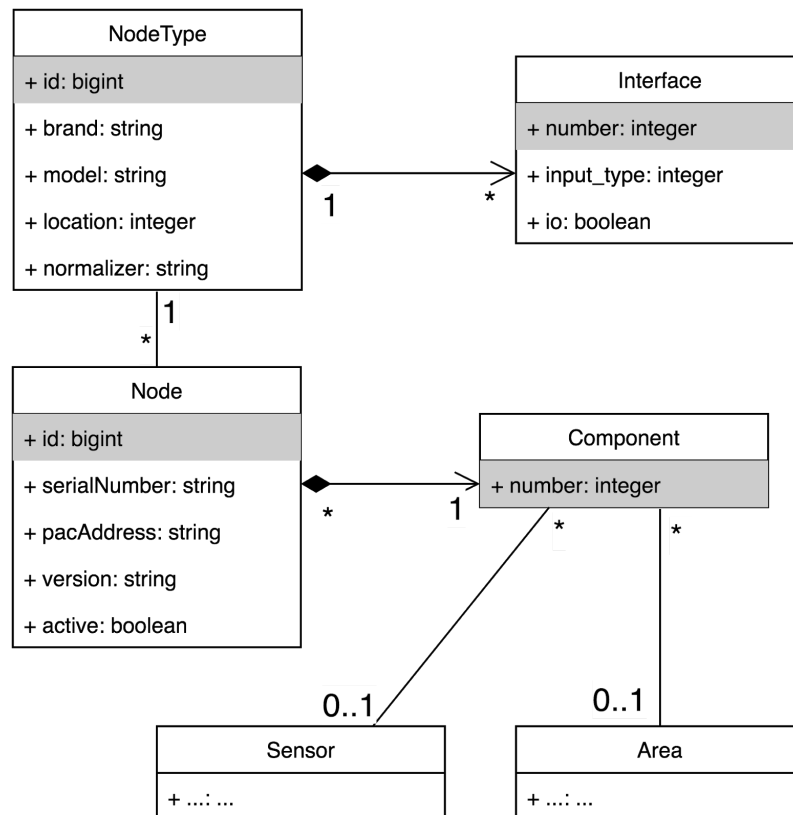 NodeType
+ id: bigint
+ brand: string
+ model: string
+ location: integer
+ normalizer: string
Interface
+ number: integer
+ input_type: integer
+ io: boolean
1
*
1
*
Node
+ id: bigint
+ serialNumber: string
+ pacAddress: string
+ version: string
+ active: boolean
Component
+ number: integer
*
1
*
*
0..1
0..1
Sensor
+ ...: ...
Area
+ ...: ...